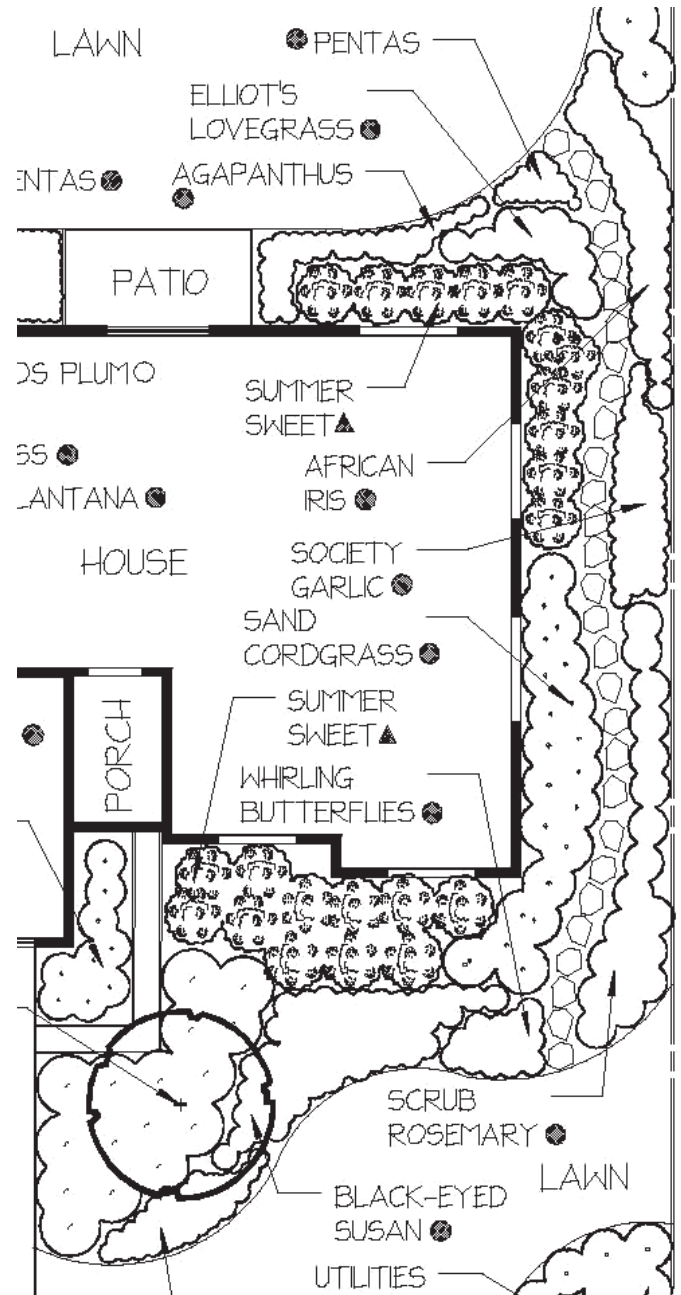 LAWN
PENTAS
ELLIOT'S
LOVEGRASS
ENTAS
AGAPANTHUS
PATIO
OS PLUMO
SUMMER
SWEET
SS
AFRICAN
IRIS
LANTANA
HOUSE
SOCIETY
GARLIC
SAND
CORDGRASS
SUMMER
SWEET
PORCH
WHIRLING
BUTTERFLIES
SCRUB
ROSEMARY
LAWN
BLACK-EYED
SUSAN
UTILITIES